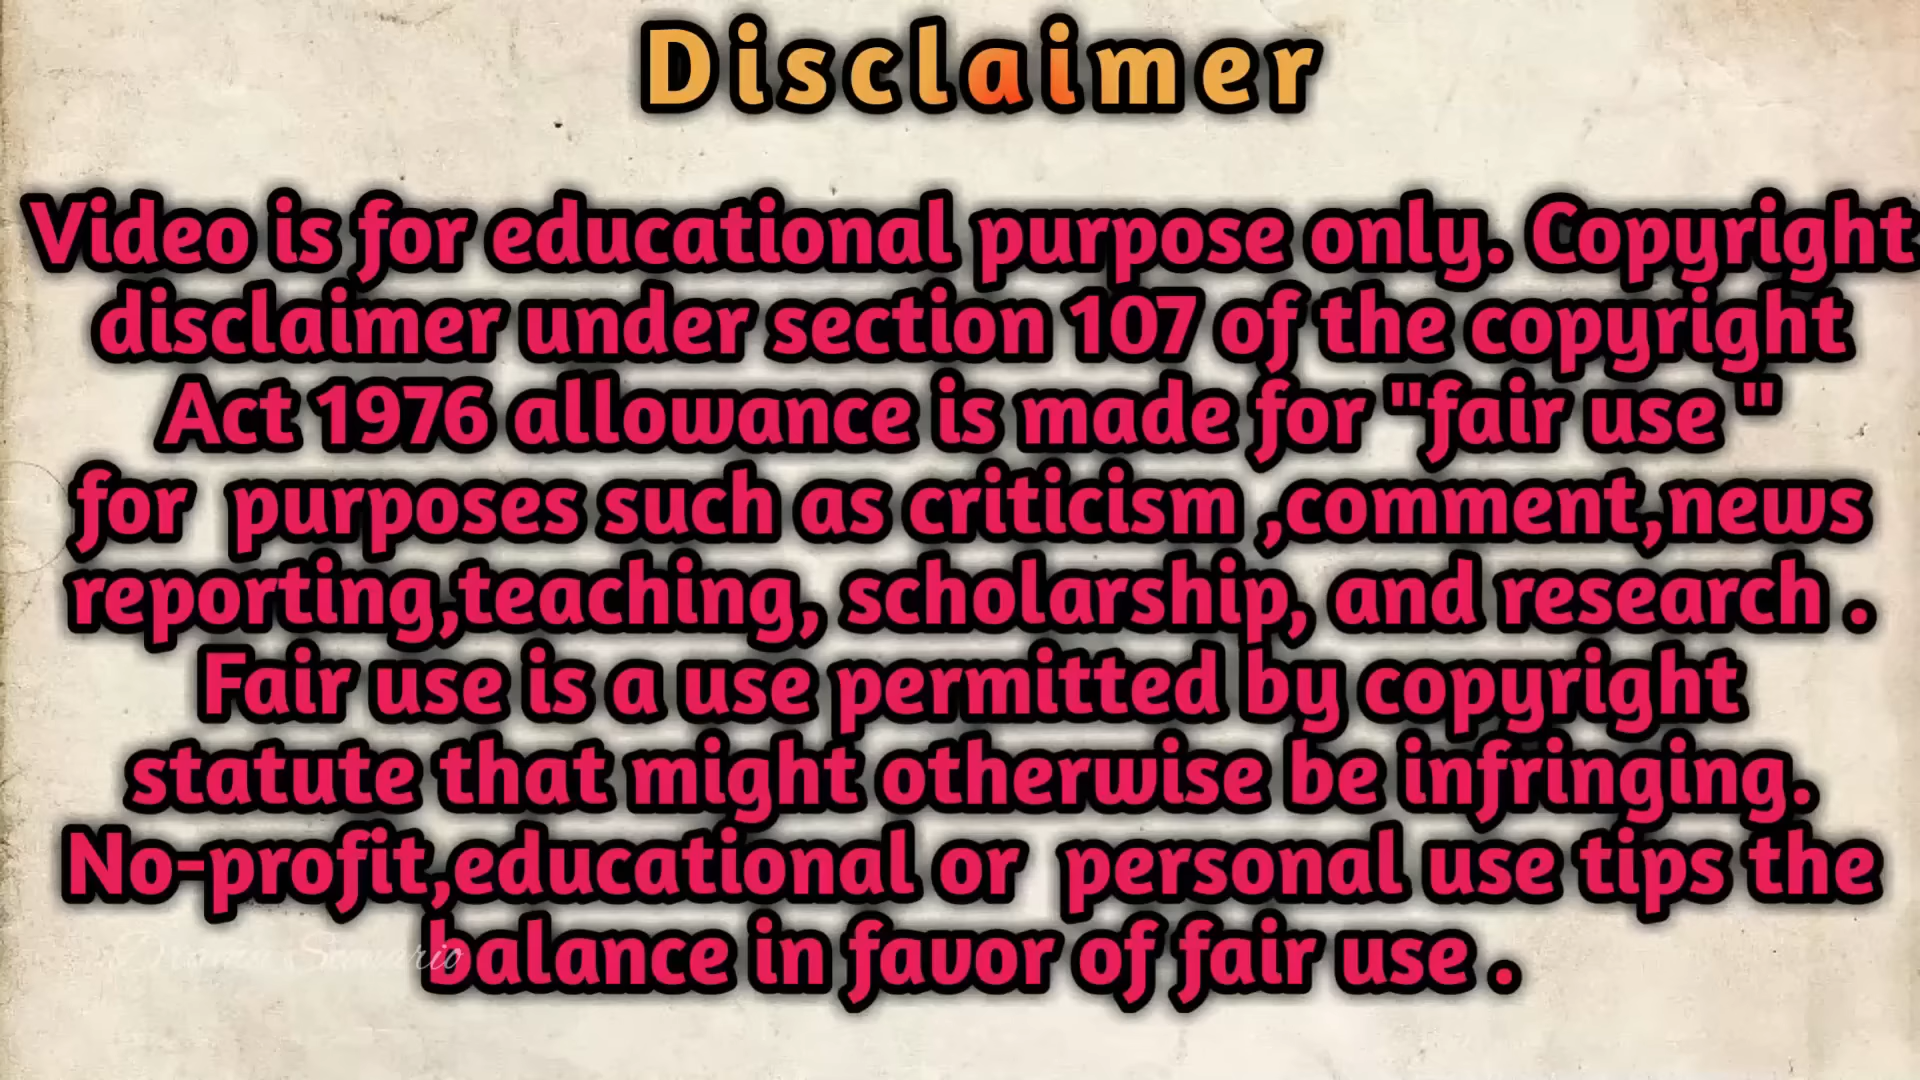 Disclaimer
Video is for educational purpose only. Copyright
disclaimer under section 107 of the copyright
Act 1976 allowance is made for "fair use "
for purposes such as criticism ,comment,news
reporting,teaching, scholarship, and research .
Fair use is a use permitted by copyright
statute that might otherwise be infringing.
No-profit,educational or personal use tips the
balance in favor of fair use .